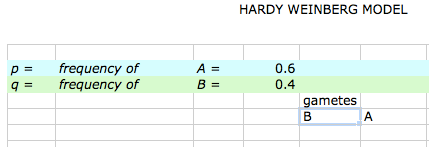 HARDY WEINBERG MODEL
p = frequency of A = 0.6
q = frequency of B = 0.4
gametes
B A